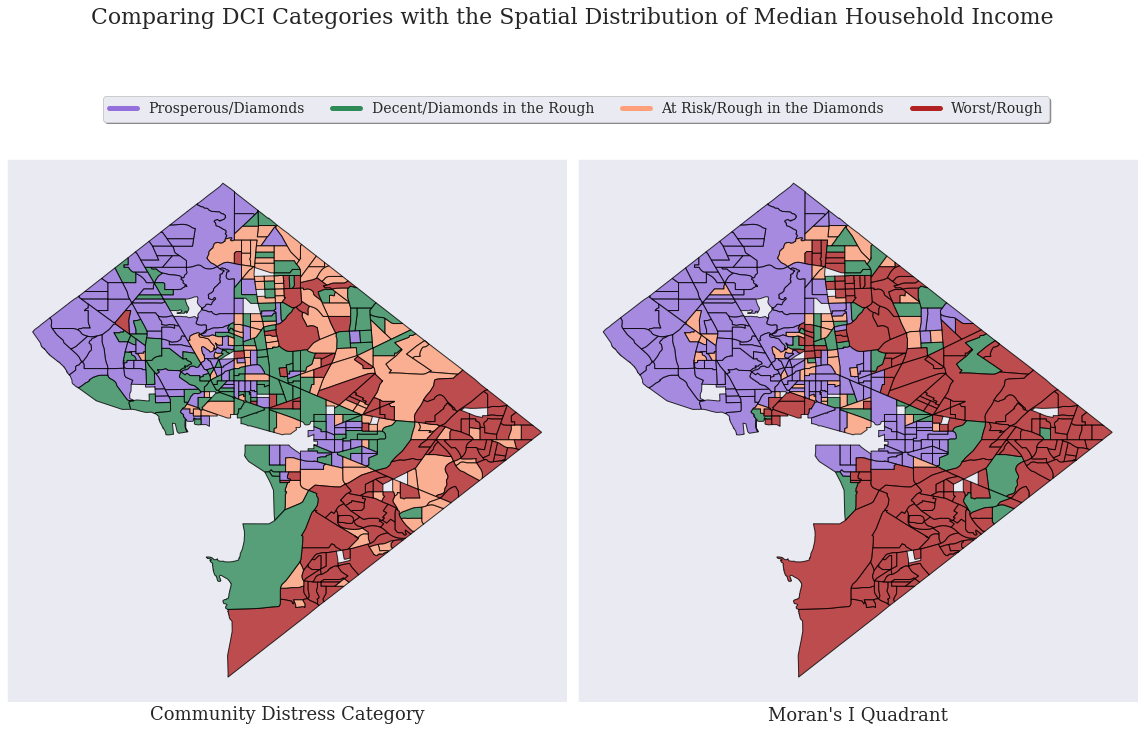 Comparing DCI Categories with the Spatial Distribution of Median Household Income
Prosperous/Diamonds Decent/Diamonds in the Rough At Risk/Rough in the Diamonds Worst/Rough
Community Distress Category Moran's I Quadrant